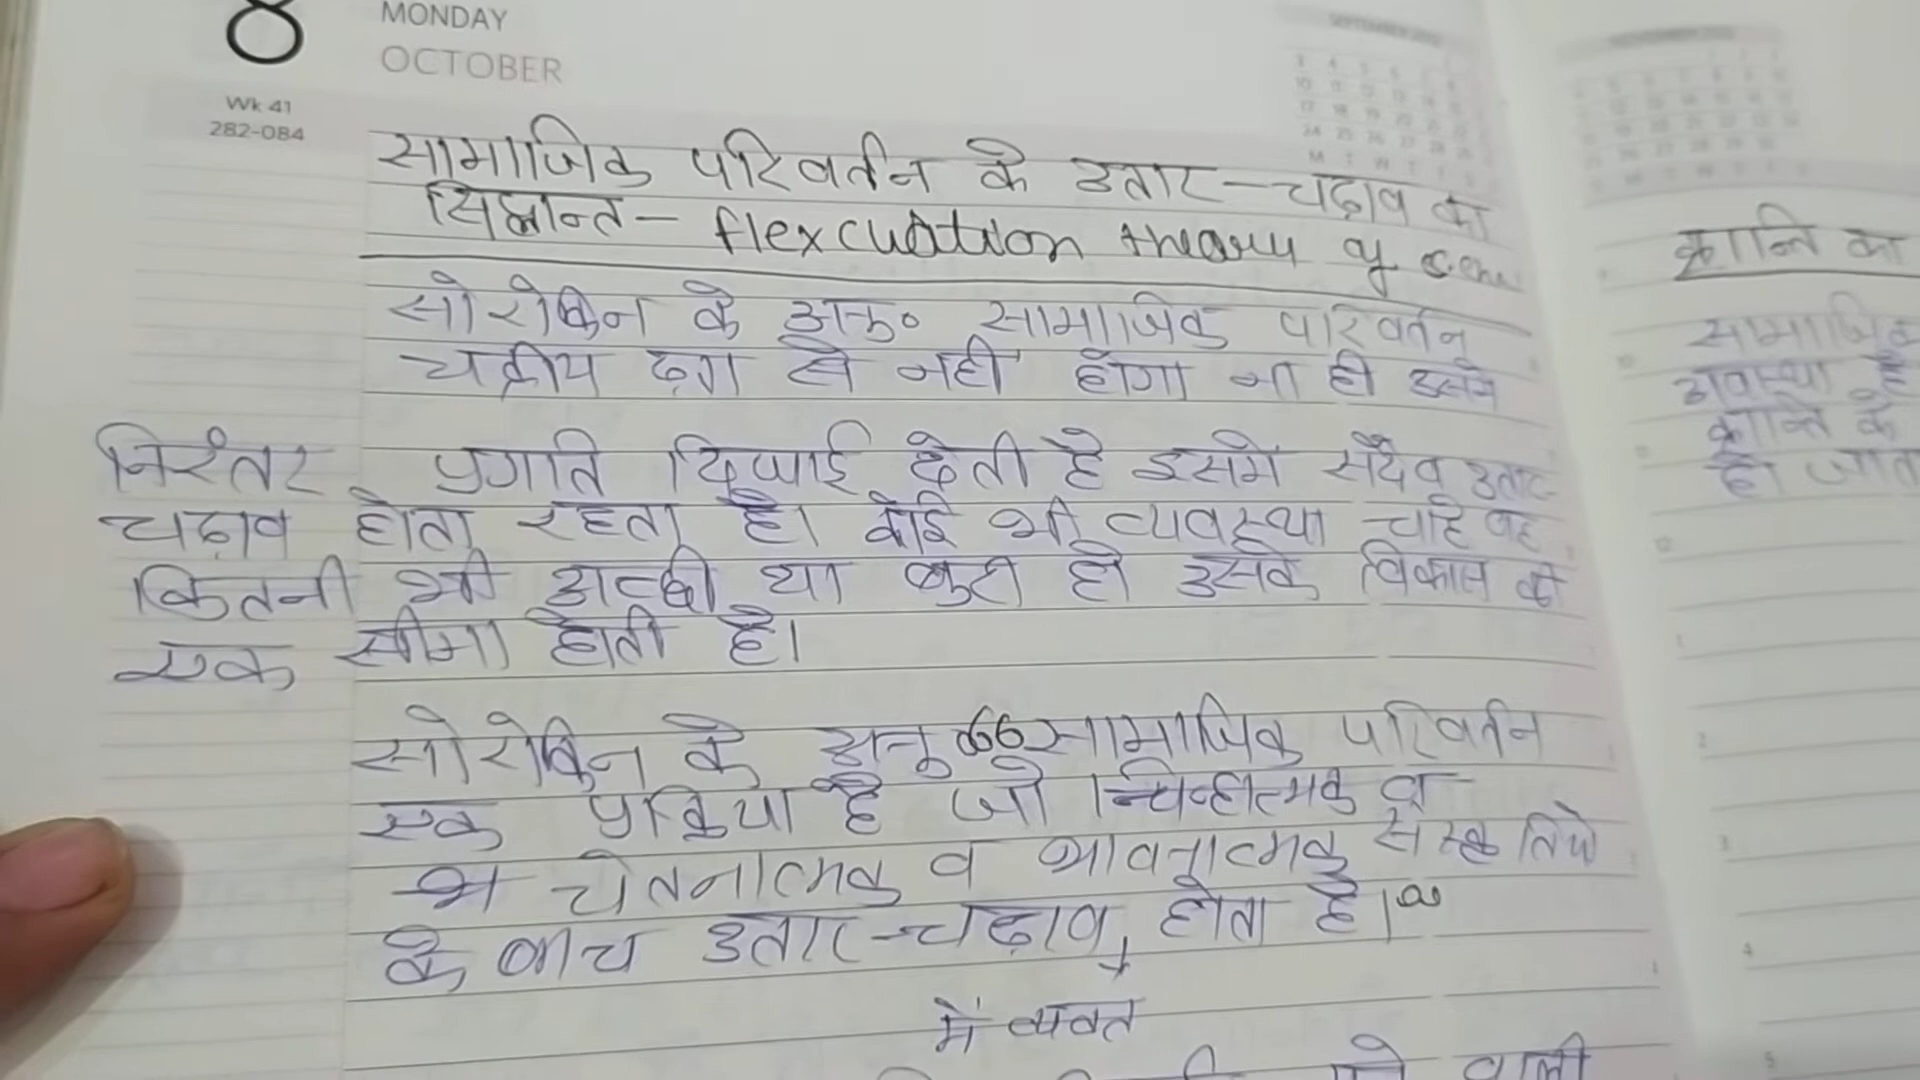 8
MONDAY
OCTOBER
Wk 41
282-084
सामाजिक परिवर्तन के उतार-चढ़ाव का
सिद्धान्त- flexcuation theory of
सोरोकिन के अनु० सामाजिक परिवर्तन
चक्रीय ढंग से नही होगा ना ही उसमे
निरंतर प्रगति दिखाई देती है इसमे सदैव उतार
चढ़ाव होता रहता है। कोई भी व्यवस्था चाहे वह
कितनी भी अच्छी या बुरी हो उसके विकास की
एक सीमा होती है।
सोरोकिन के अनु "सामाजिक परिवर्तन
एक प्रक्रिया है जो चिन्हात्मक व
चेतनात्मक व भावनात्मक संस्कृतियो
के बीच उतार-चढ़ाव होता है।"
में व्यक्त
वाली
क्रान्ति का
सामाजिक
अवस्था है
क्रान्ति के
हो जाता